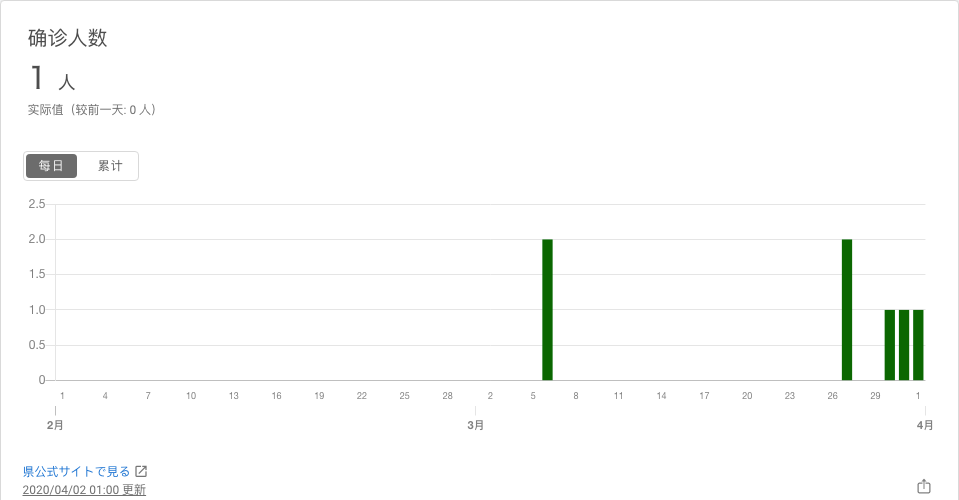 确诊人数
1 人
实际值（较前一天: 0 人）
每日 累计
2.5
2.0
1.5
1.0
0.5
0
1 4 7 10 13 16 19 22 25 28 2 5 8 11 14 17 20 23 26 29 1
2月 3月 4月
県公式サイトで見る
2020/04/02 01:00 更新